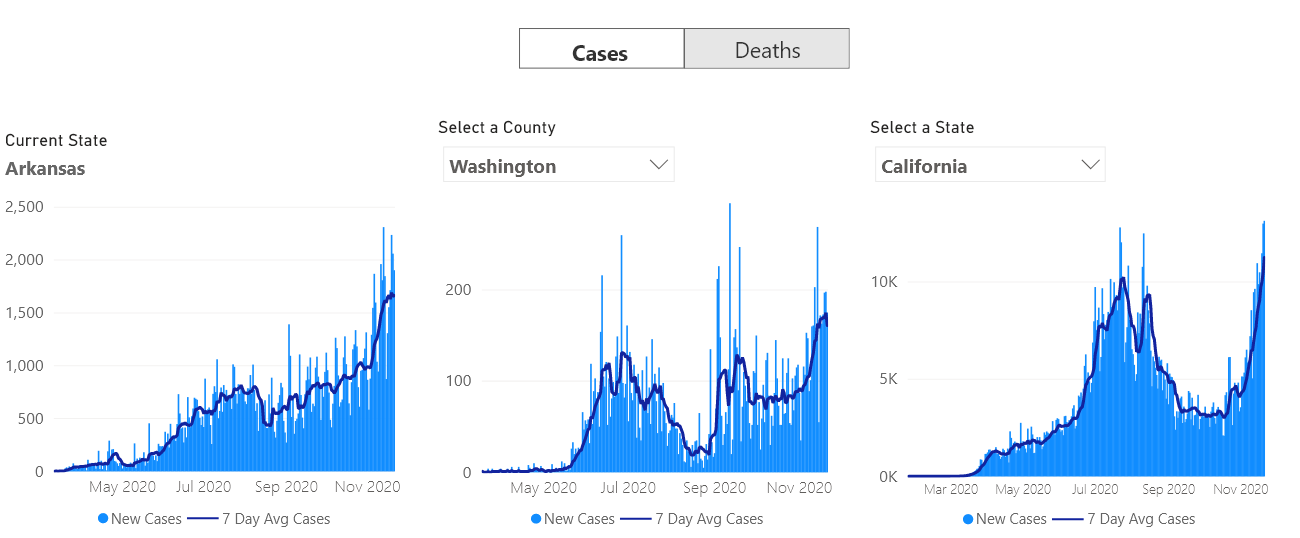 Cases Deaths
Current State
Arkansas
2,500
2,000
1,500
1,000
500
0
May 2020 Jul 2020 Sep 2020 Nov 2020
New Cases 7 Day Avg Cases
Select a County
Washington
200
100
0
May 2020 Jul 2020 Sep 2020 Nov 2020
New Cases 7 Day Avg Cases
Select a State
California
10K
5K
0K
Mar 2020 May 2020 Jul 2020 Sep 2020 Nov 2020
New Cases 7 Day Avg Cases